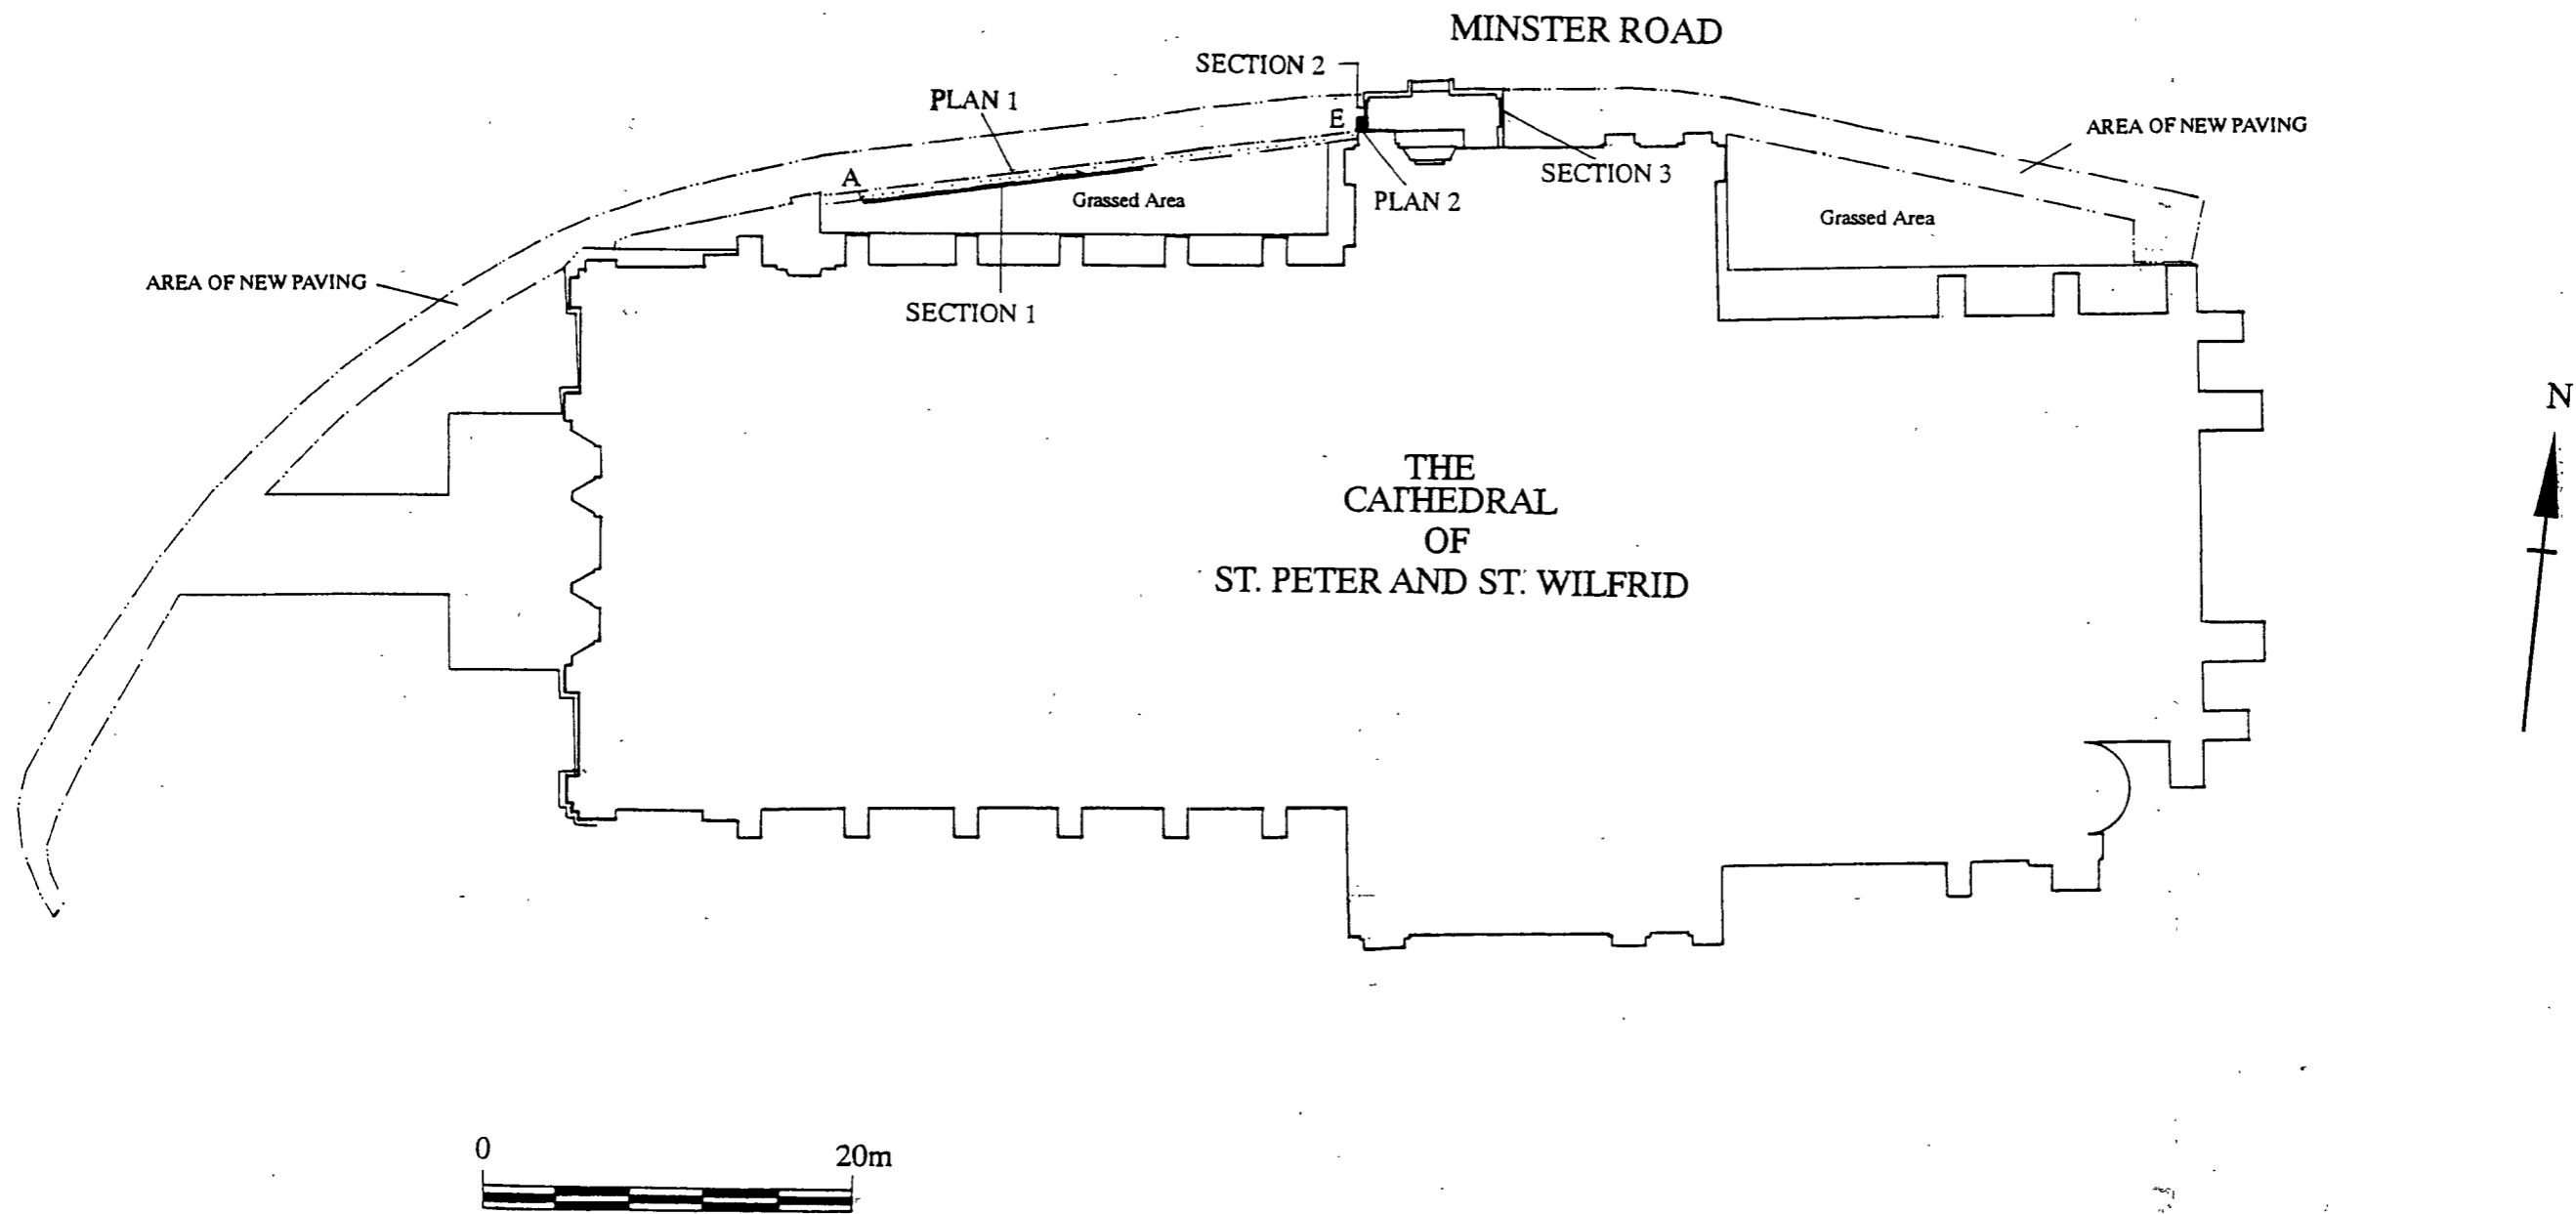 MINSTER ROAD
SECTION 2
PLAN 1
E
AREA OF NEW PAVING
A
SECTION 3
Grassed Area
PLAN 2
Grassed Area
AREA OF NEW PAVING
SECTION 1
N
THE
CATHEDRAL
OF
ST. PETER AND ST. WILFRID
0
20m